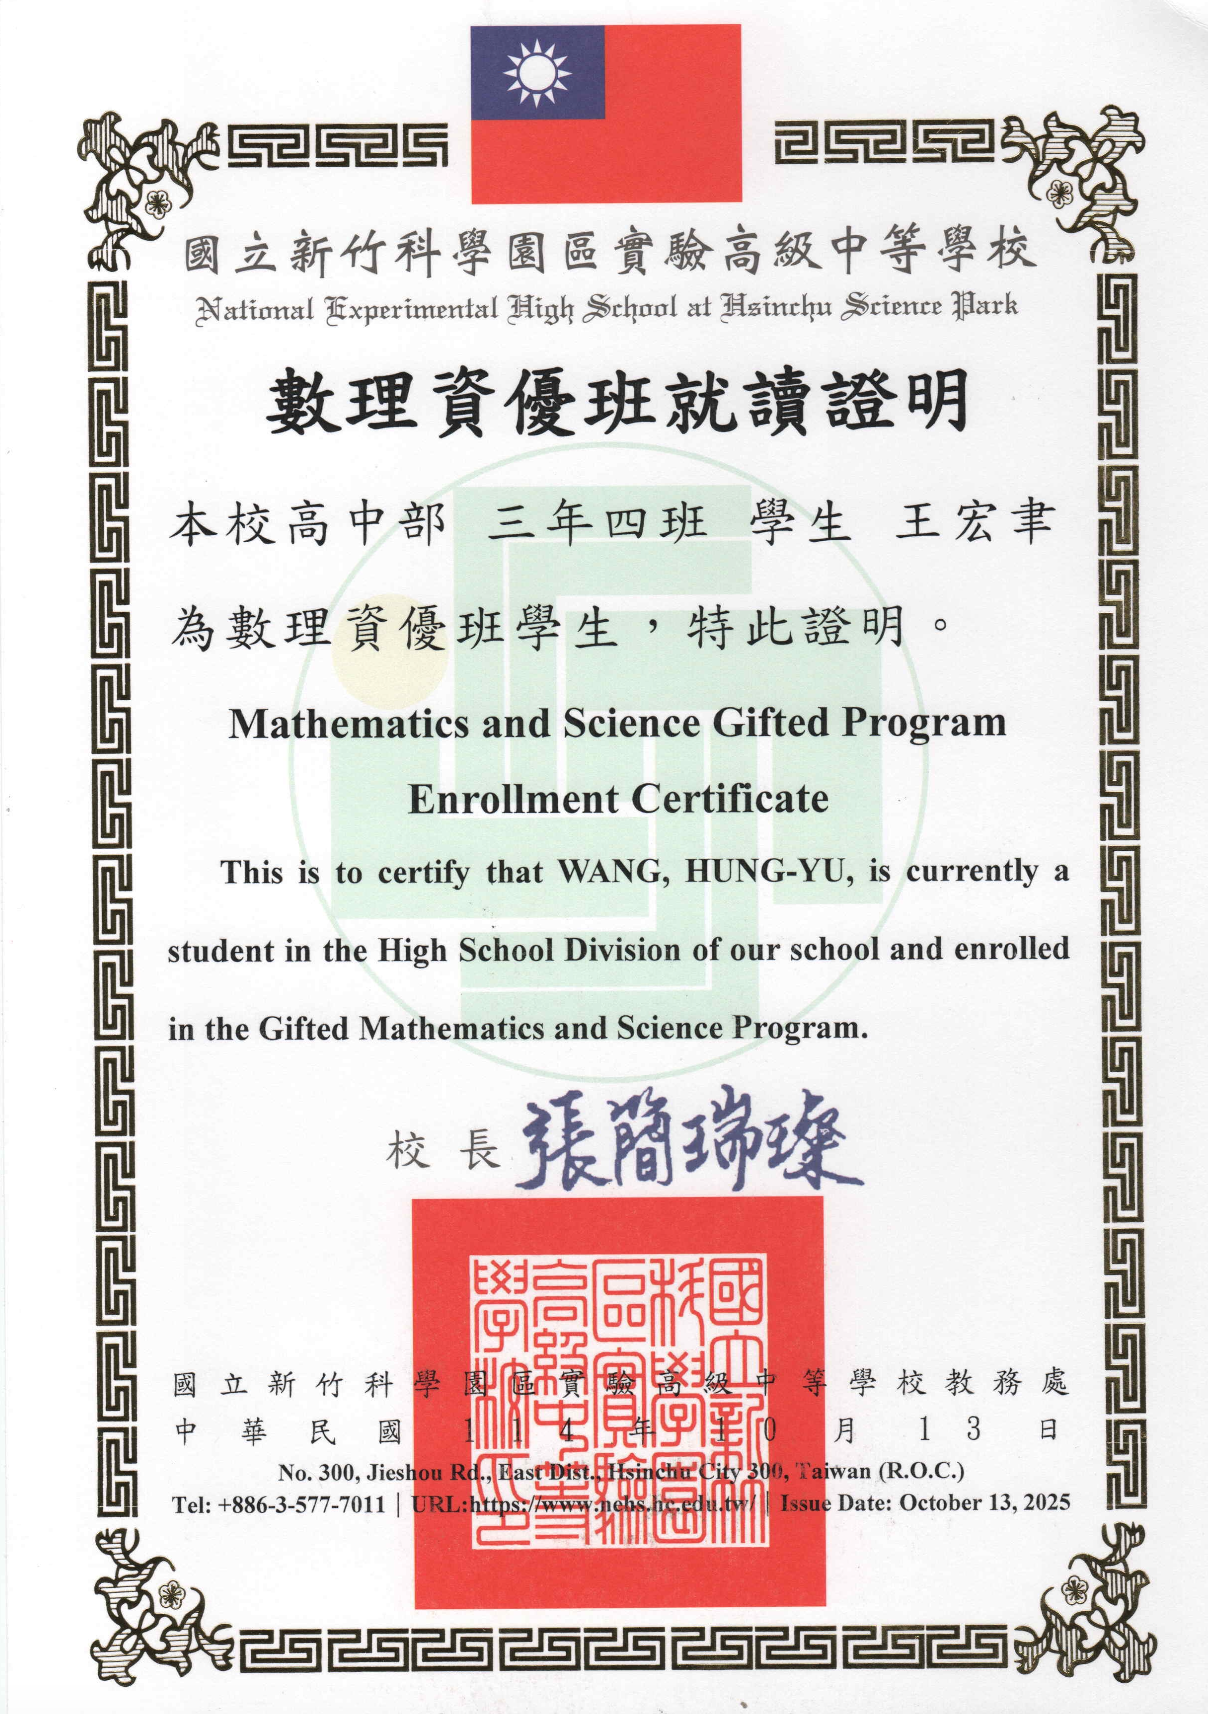 國立新竹科學園區實驗高級中等學校
National Experimental High School at Hsinchu Science Park
數理資優班就讀證明
本校高中部 三年四班 學生 王宏聿
為數理資優班學生，特此證明。
Mathematics and Science Gifted Program
Enrollment Certificate
This is to certify that WANG, HUNG-YU, is currently a
student in the High School Division of our school and enrolled
in the Gifted Mathematics and Science Program.
校長 張簡瑞璨
國立新竹科學園區實驗高級中等學校教務處
中華民國 114 年 10 月 13 日
No. 300, Jieshou Rd., East Dist., Hsinchu City 300, Taiwan (R.O.C.)
Tel: +886-3-577-7011｜URL:https://www.nehs.hc.edu.tw/｜Issue Date: October 13, 2025
國立新竹
科學園
區實驗
高級中等
學校印